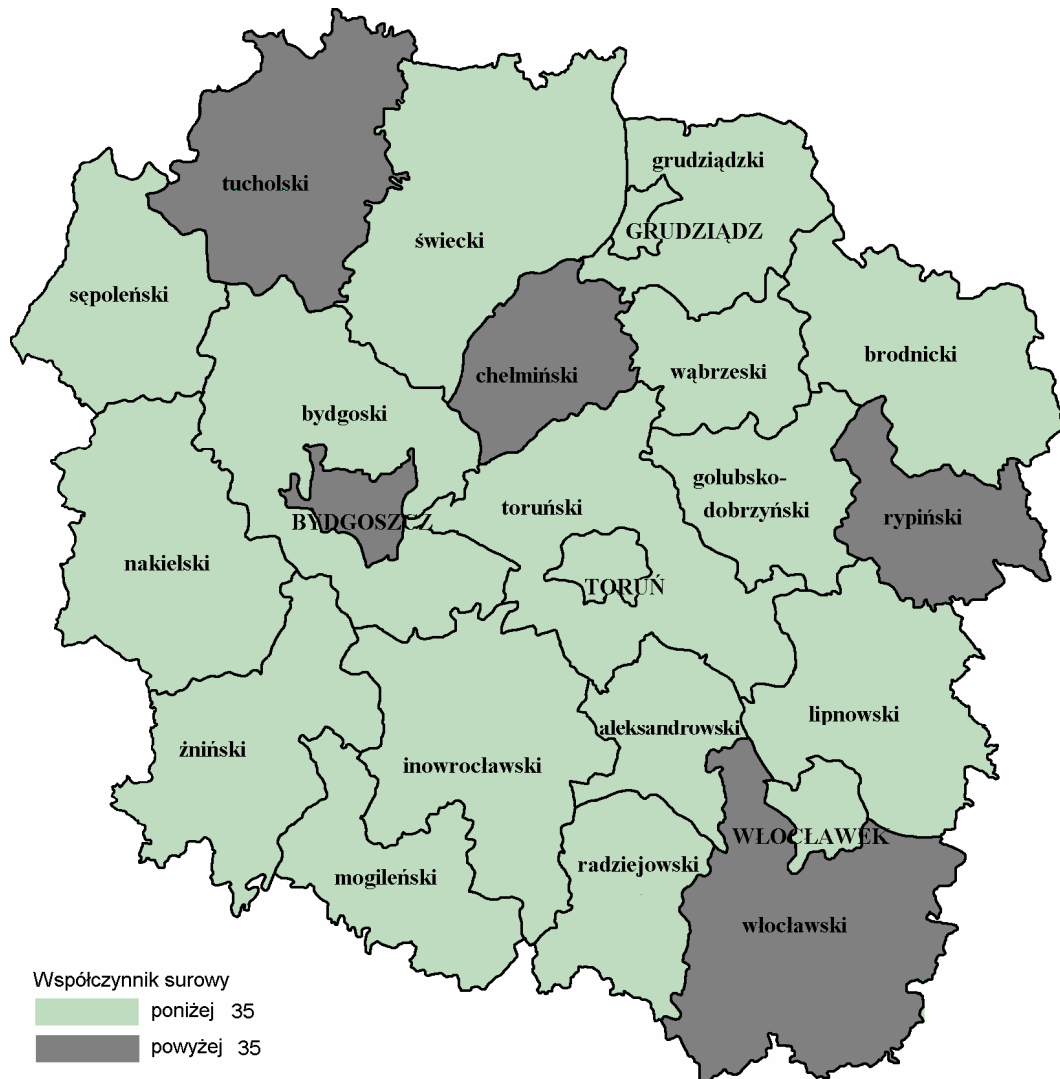 grudziądzki
tucholski
GRUDZIĄDZ
świecki
sępoleński
brodnicki
wąbrzeski
chełmiński
bydgoski
golubsko-
dobrzyński
toruński
rypiński
BYDGOSZCZ
nakielski
TORUŃ
lipnowski
aleksandrowski
żniński
inowrocławski
WŁOCŁAWEK
radziejowski
mogileński
włocławski
Współczynnik surowy
poniżej 35
powyżej 35